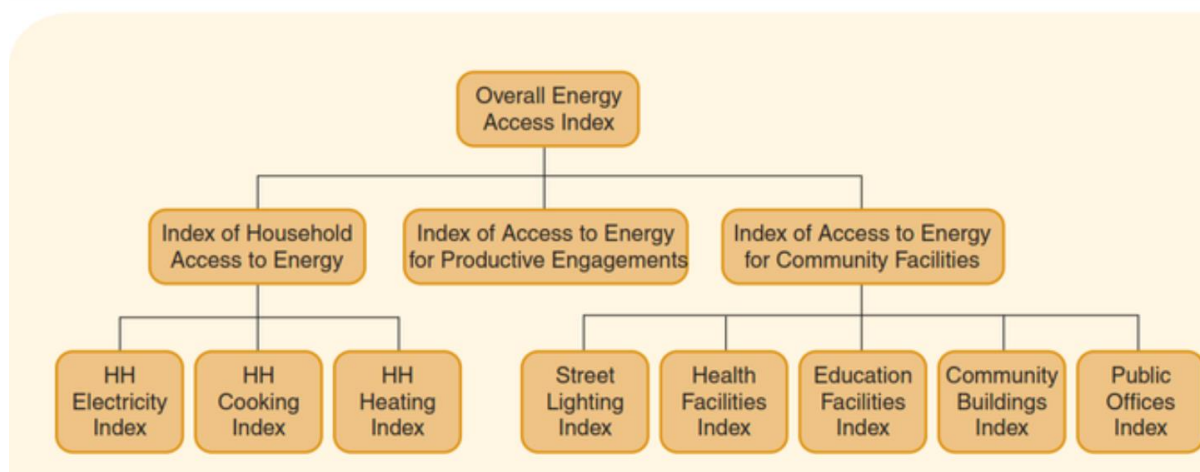 Overall Energy
Access Index
Index of Household
Access to Energy
Index of Access to Energy
for Productive Engagements
Index of Access to Energy
for Community Facilities
HH
Electricity
Index
HH
Cooking
Index
HH
Heating
Index
Street
Lighting
Index
Health
Facilities
Index
Education
Facilities
Index
Community
Buildings
Index
Public
Offices
Index